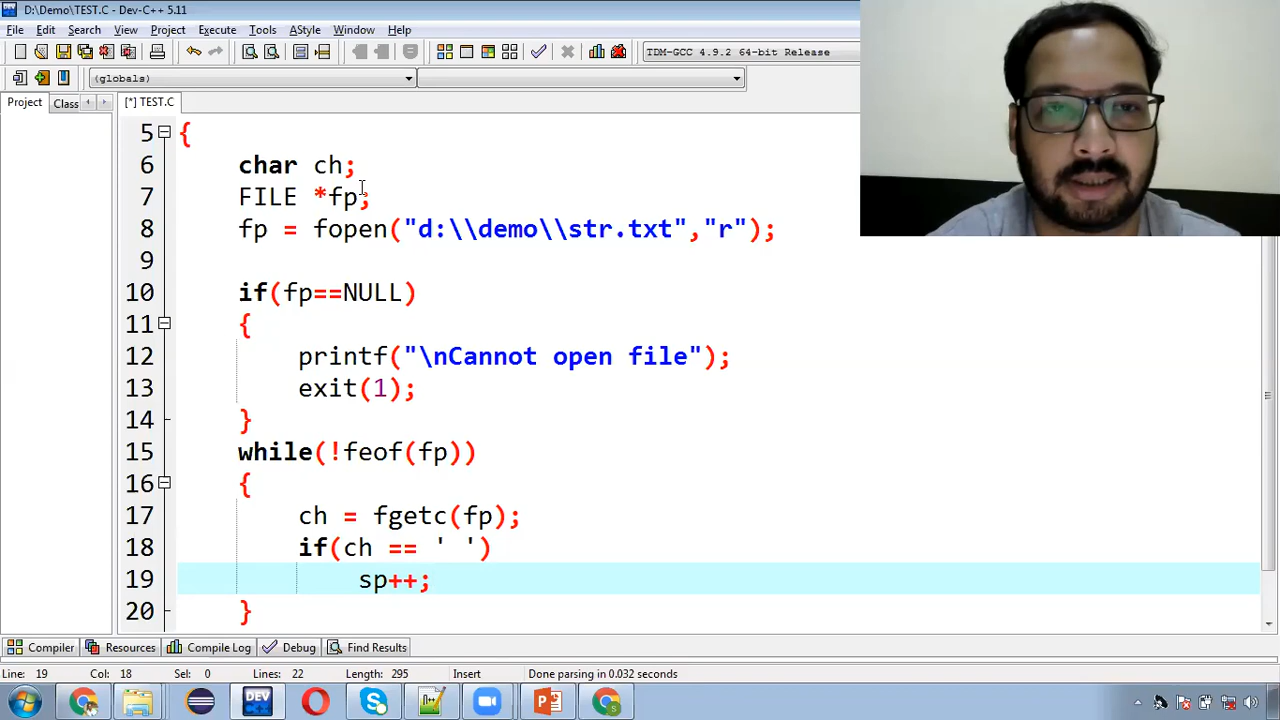 D:\Demo\TEST.C - Dev-C++ 5.11
File Edit Search View Project Execute Tools AStyle Window Help
TDM-GCC 4.9.2 64-bit Release
(globals)
Project Class [*] TEST.C
5 {
6 char ch;
7 FILE *fp;
8 fp = fopen("d:\\demo\\str.txt","r");
9
10 if(fp==NULL)
11 {
12 printf("\nCannot open file");
13 exit(1);
14 }
15 while(!feof(fp))
16 {
17 ch = fgetc(fp);
18 if(ch == ' ')
19 sp++;
20 }
Compiler Resources Compile Log Debug Find Results
Line: 19 Col: 18 Sel: 0 Lines: 22 Length: 295 Insert Done parsing in 0.032 seconds
DEV